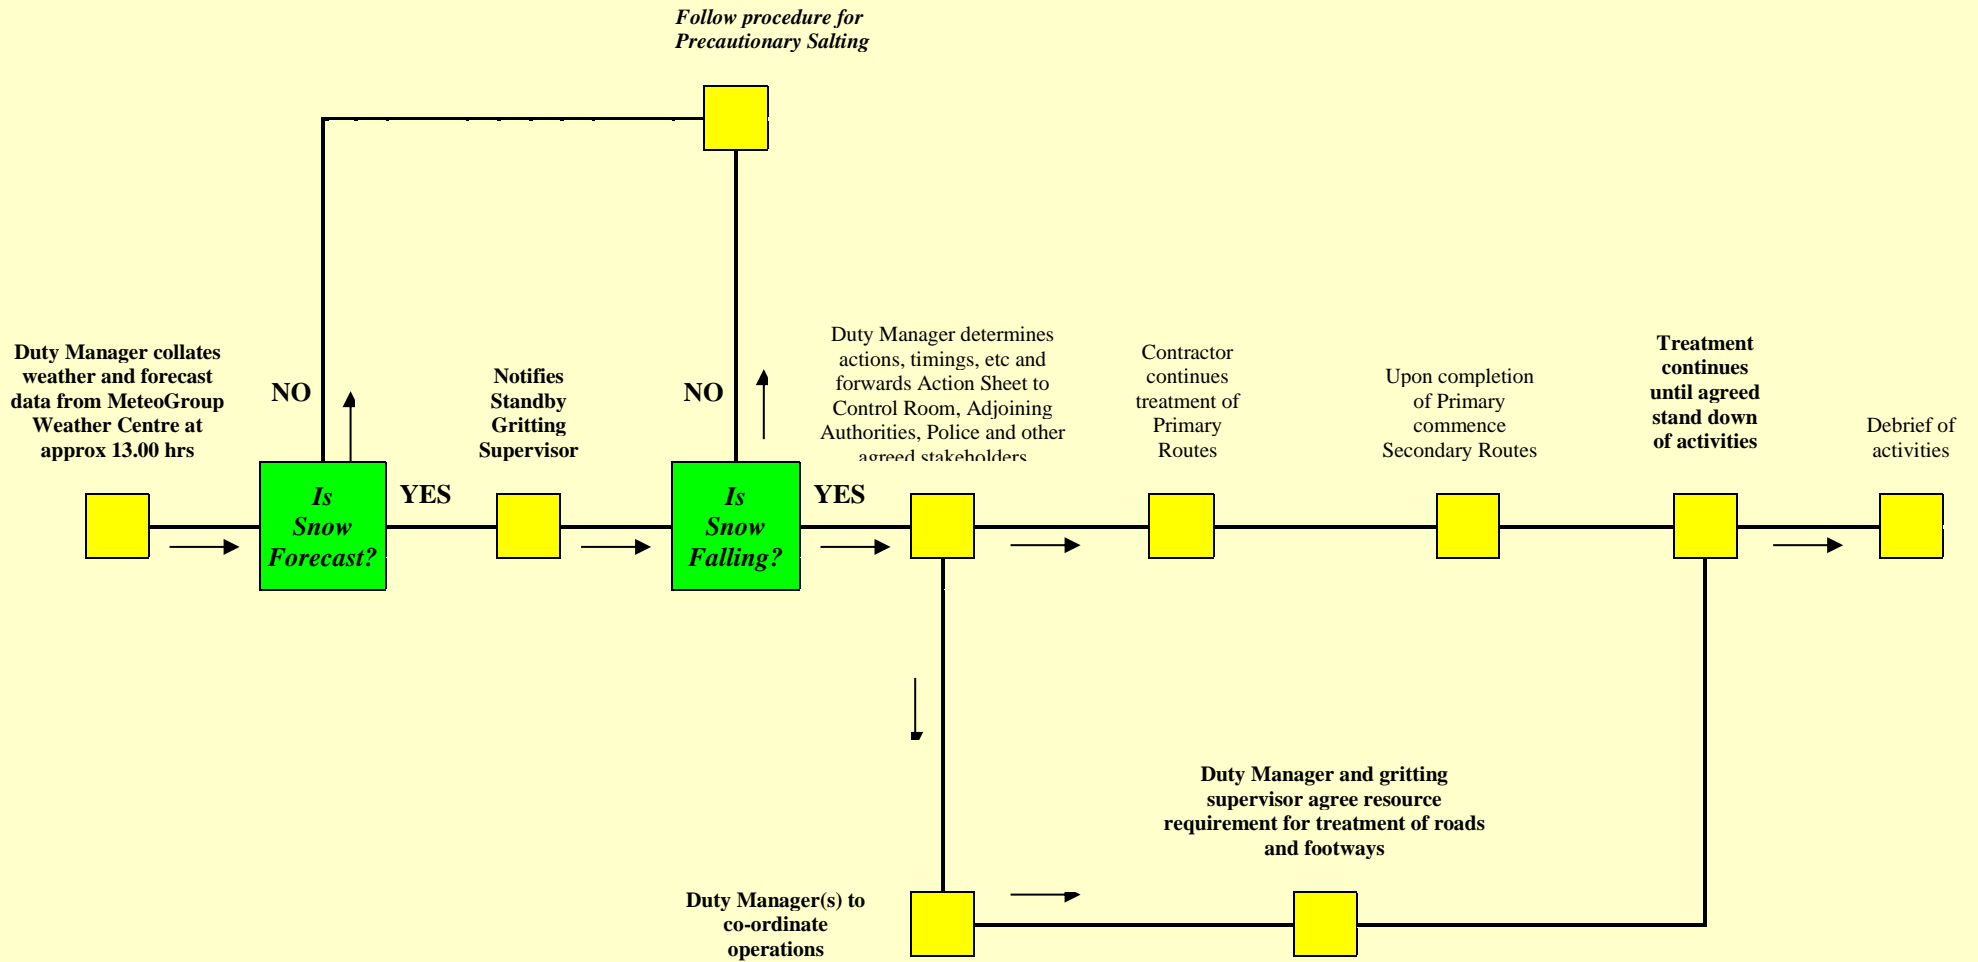 Follow procedure for
Precautionary Salting
Duty Manager collates
weather and forecast
data from MeteoGroup
Weather Centre at
approx 13.00 hrs
NO
Notifies
Standby
Gritting
Supervisor
NO
Duty Manager determines
actions, timings, etc and
forwards Action Sheet to
Control Room, Adjoining
Authorities, Police and other
agreed stakeholders
Contractor
continues
treatment of
Primary
Routes
Upon completion
of Primary
commence
Secondary Routes
Treatment
continues
until agreed
stand down
of activities
Debrief of
activities
Is
Snow
Forecast?
YES
Is
Snow
Falling?
YES
Duty Manager and gritting
supervisor agree resource
requirement for treatment of roads
and footways
Duty Manager(s) to
co-ordinate
operations